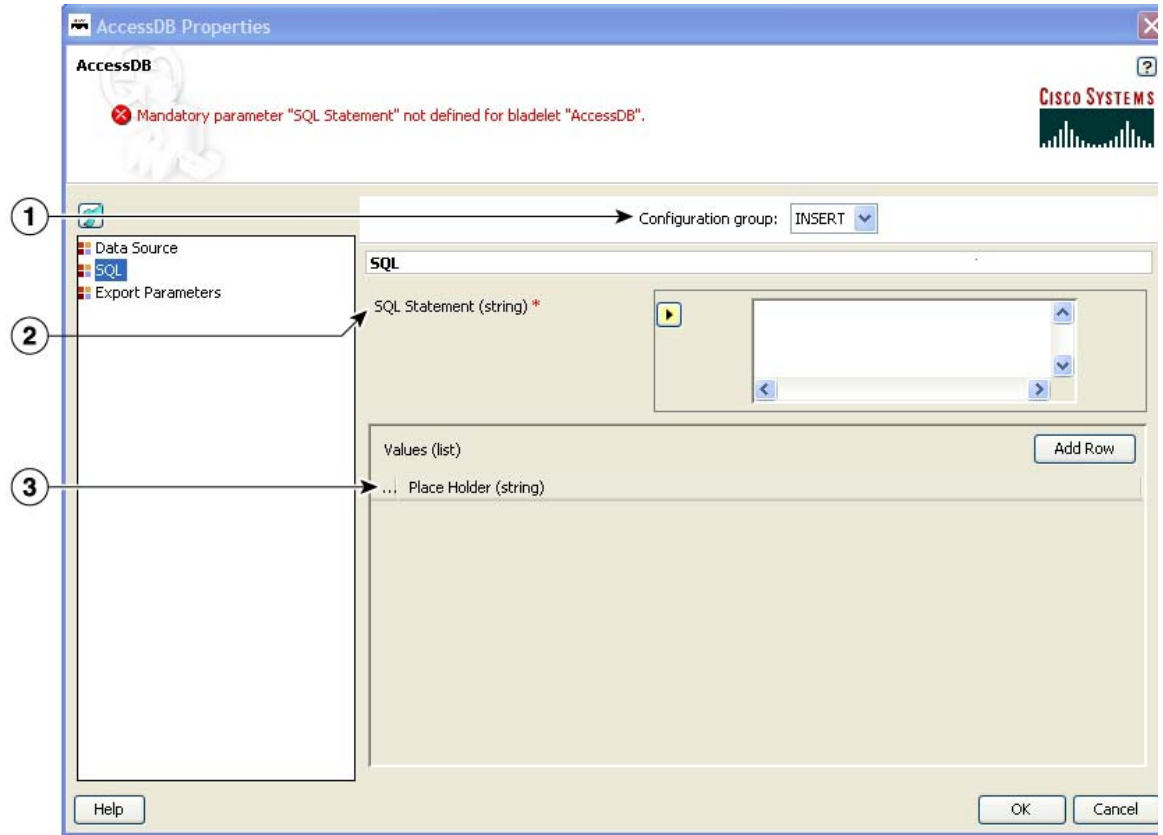 AccessDB Properties
AccessDB
?
Mandatory parameter "SQL Statement" not defined for bladelet "AccessDB".
CISCO SYSTEMS
1
Configuration group: INSERT
Data Source
SQL
Export Parameters
SQL
2
SQL Statement (string) *
Values (list)
Add Row
3
... Place Holder (string)
Help
OK
Cancel